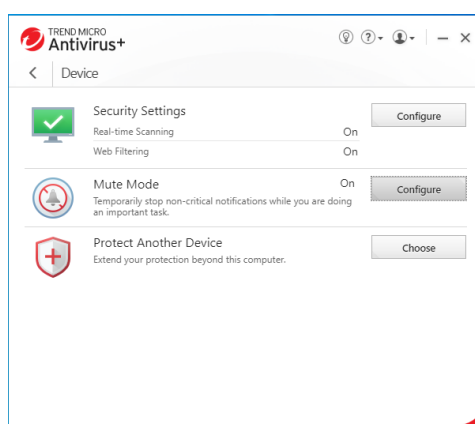 TREND MICRO
Antivirus+
Device
Security Settings
Configure
Real-time Scanning On
Web Filtering On
Mute Mode On
Configure
Temporarily stop non-critical notifications while you are doing
an important task.
Protect Another Device
Choose
Extend your protection beyond this computer.